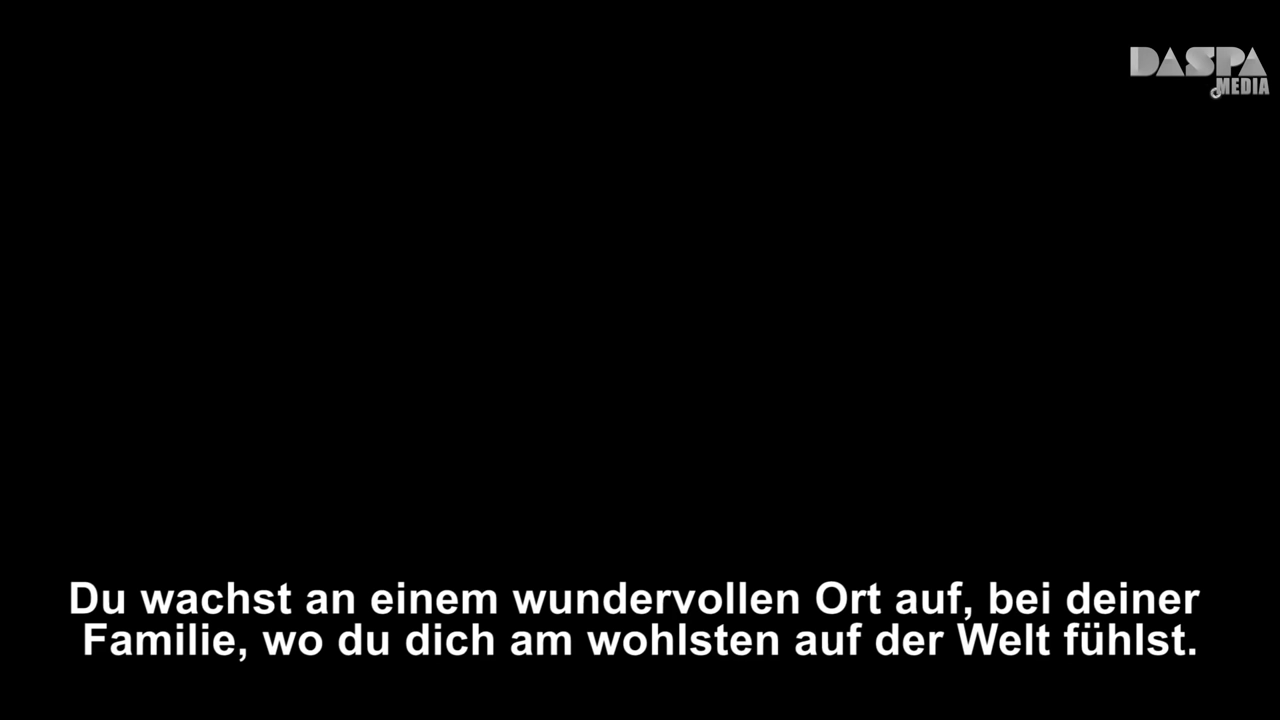 DASPA
MEDIA
Du wachst an einem wundervollen Ort auf, bei deiner
Familie, wo du dich am wohlsten auf der Welt fühlst.